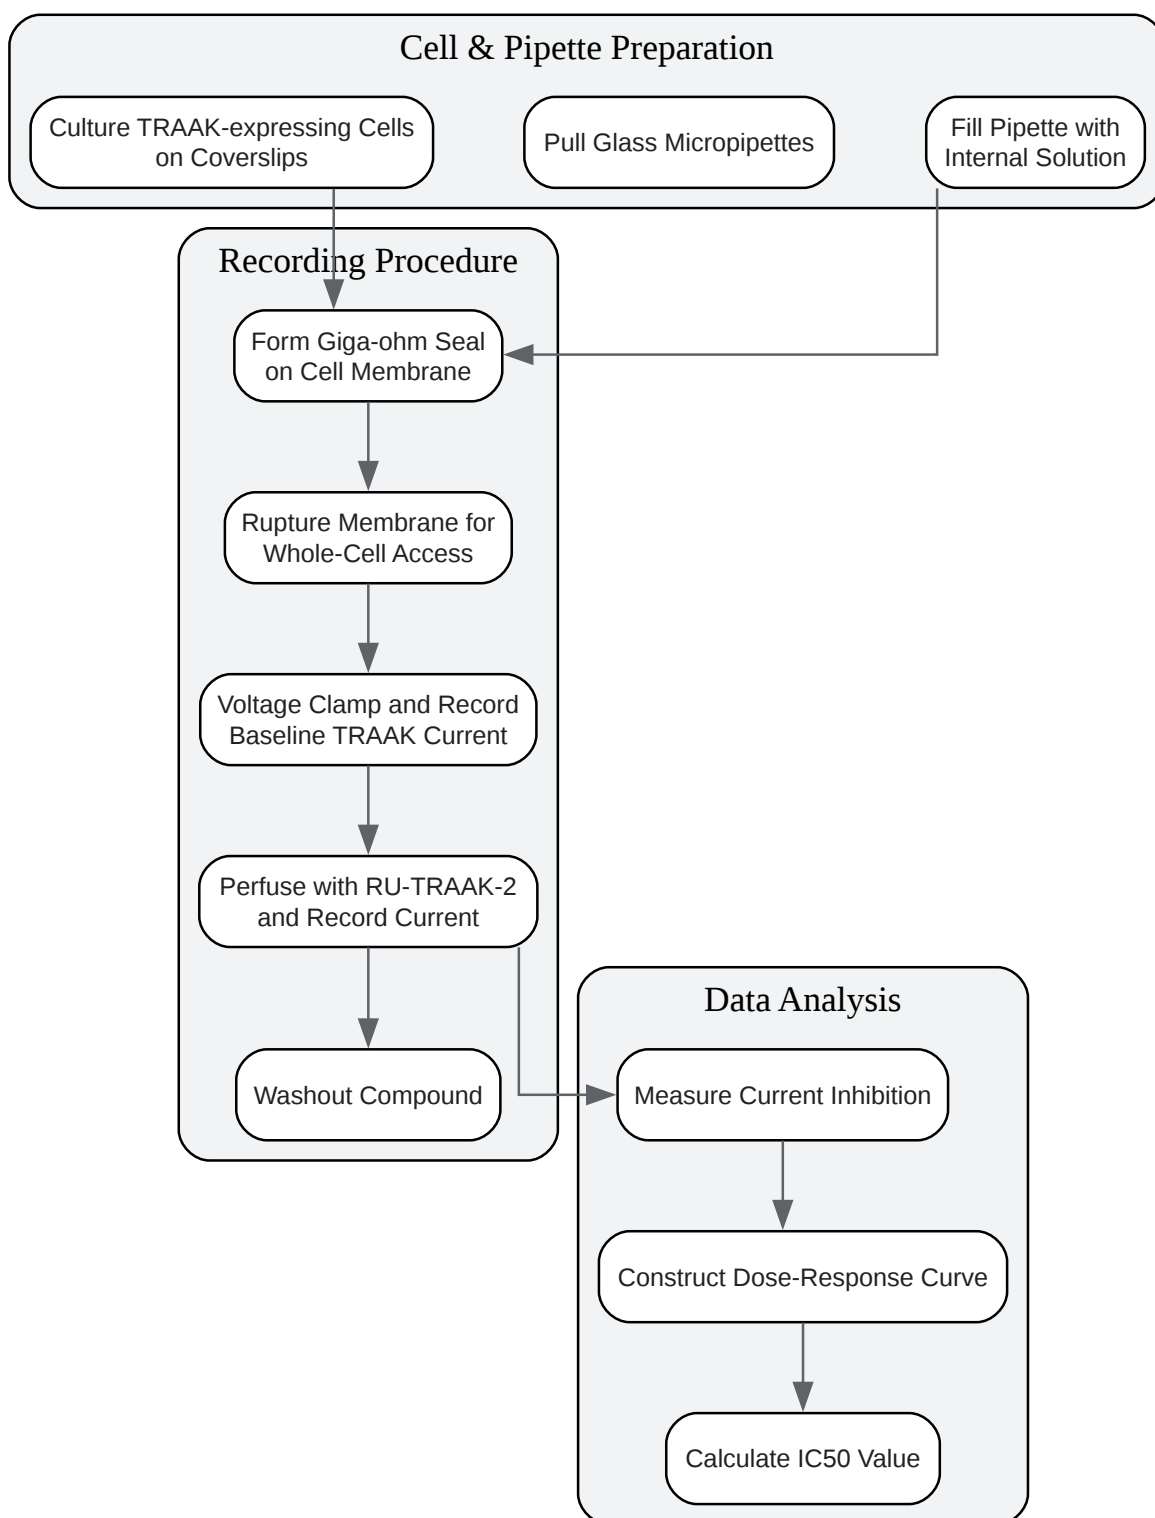 Cell & Pipette Preparation
Culture TRAAK-expressing Cells
on Coverslips
Pull Glass Micropipettes
Fill Pipette with
Internal Solution
Recording Procedure
Form Giga-ohm Seal
on Cell Membrane
Rupture Membrane for
Whole-Cell Access
Voltage Clamp and Record
Baseline TRAAK Current
Perfuse with RU-TRAAK-2
and Record Current
Washout Compound
Data Analysis
Measure Current Inhibition
Construct Dose-Response Curve
Calculate IC50 Value